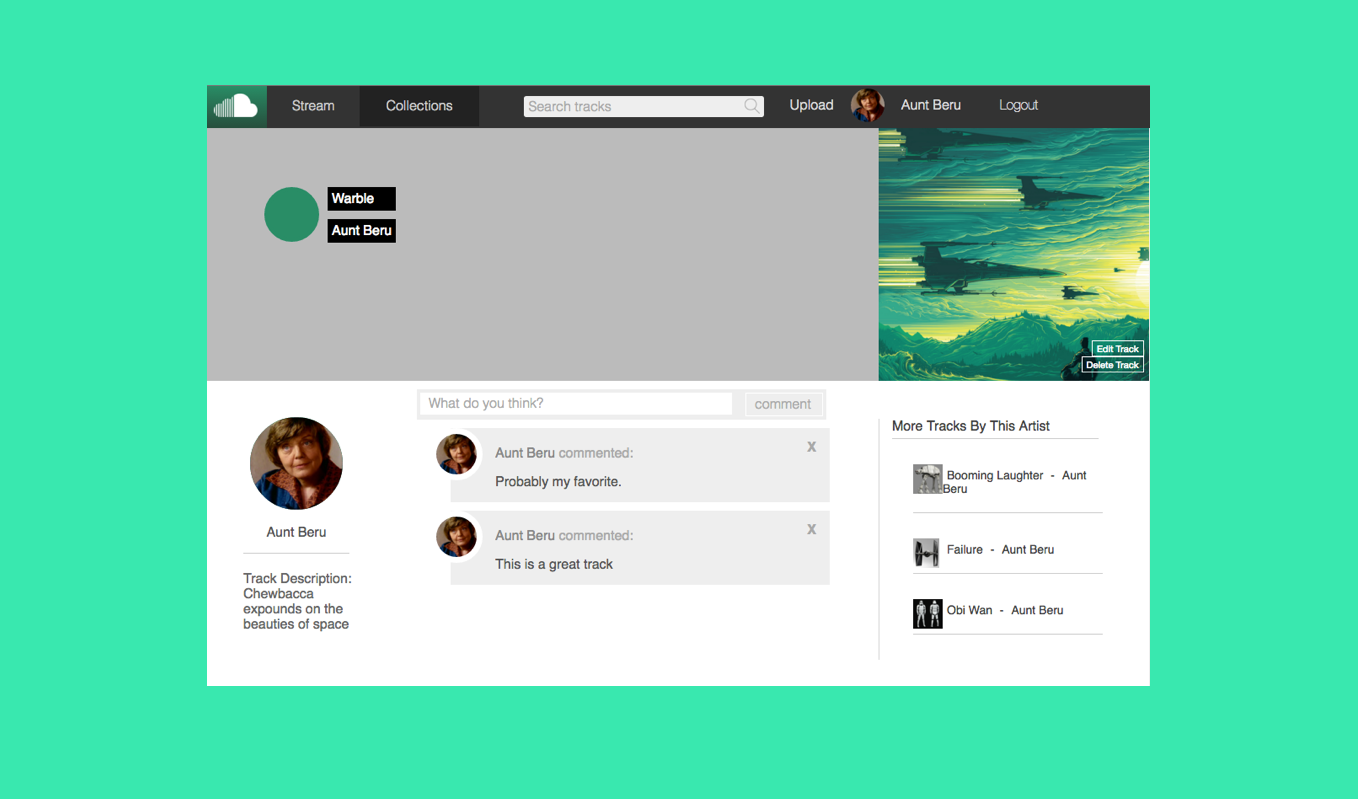 Stream
Collections
Search tracks
Upload
Aunt Beru
Logout
Warble
Aunt Beru
Edit Track
Delete Track
What do you think?
comment
Aunt Beru commented:
X
Probably my favorite.
Aunt Beru commented:
X
This is a great track
Aunt Beru
Track Description:
Chewbacca
expounds on the
beauties of space
More Tracks By This Artist
Booming Laughter - Aunt
Beru
Failure - Aunt Beru
Obi Wan - Aunt Beru